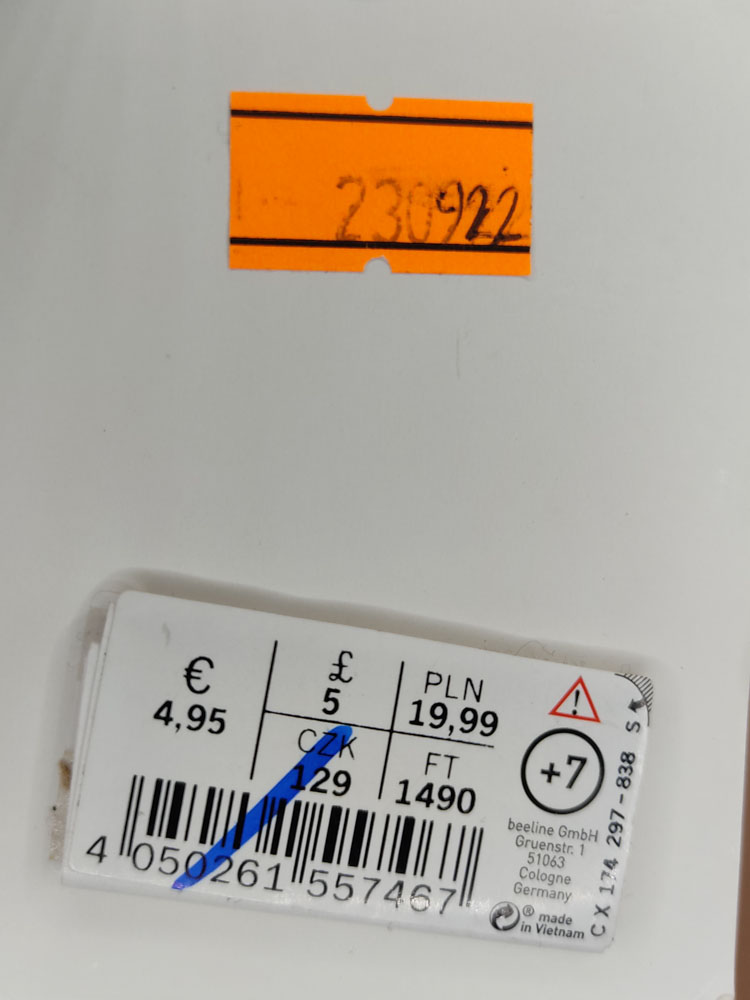 230922
€
4,95
£
5
PLN
19,99
CZK
129
FT
1490
+7
beeline GmbH
Gruenstr. 1
51063
Cologne
Germany
® made
in Vietnam
CX 174 297-838 S
4 050261 557467